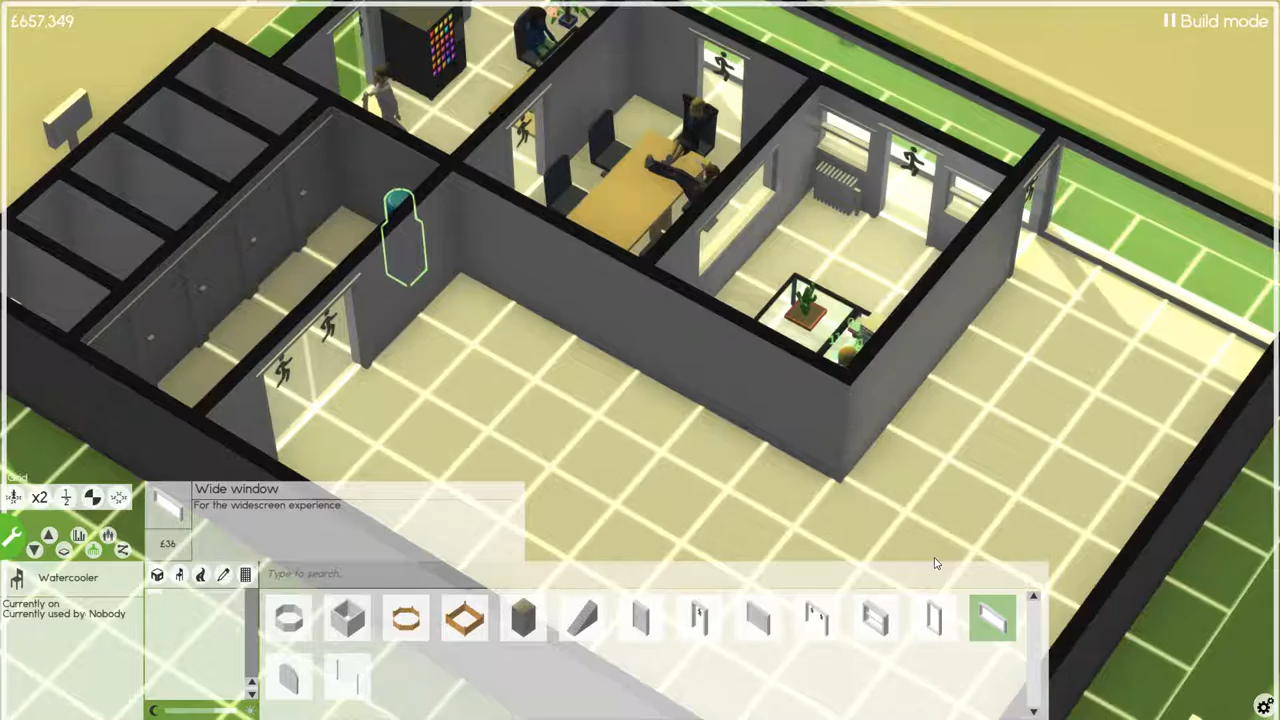 £657,349
Build mode
Grid
x2
1/2
Wide window
For the widescreen experience
£36
Watercooler
Type to search.
Currently on
Currently used by Nobody